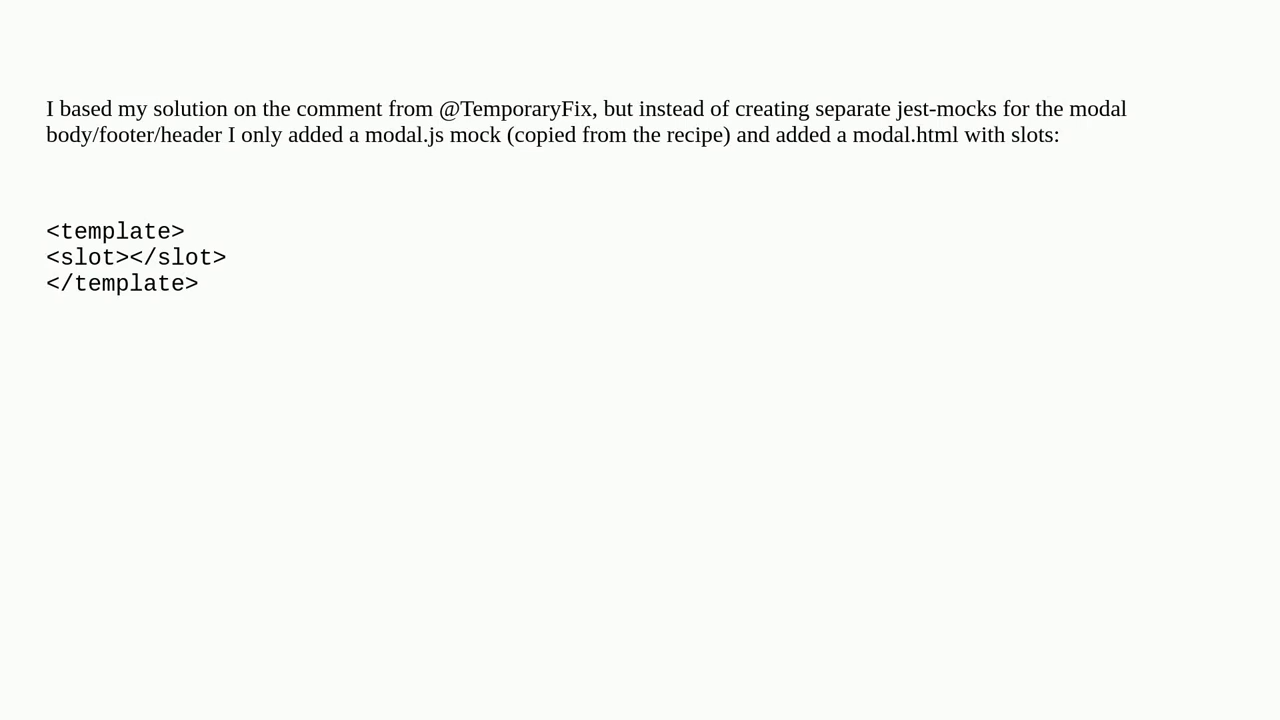 I based my solution on the comment from @TemporaryFix, but instead of creating separate jest-mocks for the modal
body/footer/header I only added a modal.js mock (copied from the recipe) and added a modal.html with slots:
<template>
<slot></slot>
</template>